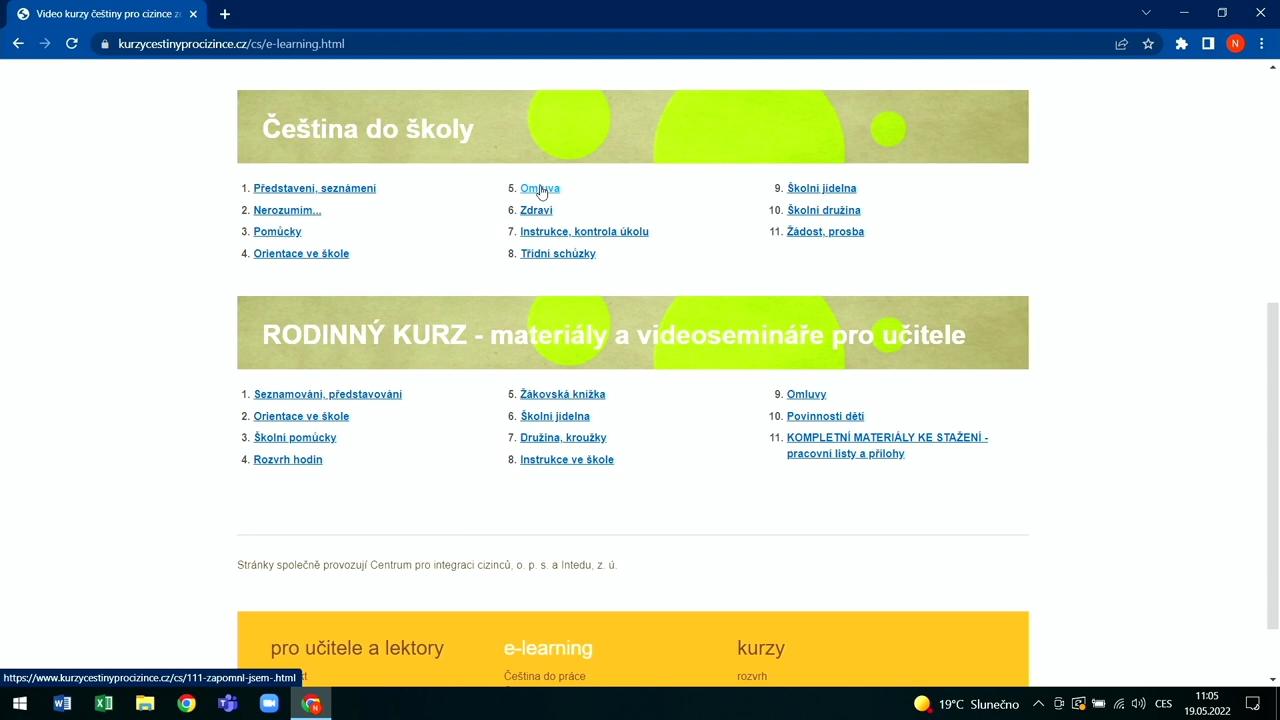 Video kurzy češtiny pro cizince ze
kurzycestinyprocizince.cz/cs/e-learning.html
N
Čeština do školy
1. Představení, seznámení
2. Nerozumím...
3. Pomůcky
4. Orientace ve škole
5. Omluva
6. Zdraví
7. Instrukce, kontrola úkolu
8. Třídní schůzky
9. Školní jídelna
10. Školní družina
11. Žádost, prosba
RODINNÝ KURZ - materiály a videosemináře pro učitele
1. Seznamování, představování
2. Orientace ve škole
3. Školní pomůcky
4. Rozvrh hodin
5. Žákovská knížka
6. Školní jídelna
7. Družina, kroužky
8. Instrukce ve škole
9. Omluvy
10. Povinnosti dětí
11. KOMPLETNÍ MATERIÁLY KE STAŽENÍ -
pracovní listy a přílohy
Stránky společně provozují Centrum pro integraci cizinců, o. p. s. a Intedu, z. ú.
pro učitele a lektory
e-learning
kurzy
Čeština do práce
rozvrh
https://www.kurzycestinyprocizince.cz/cs/111-zapomnl-jsem-.html
19°C Slunečno
CES
11:05
19.05.2022